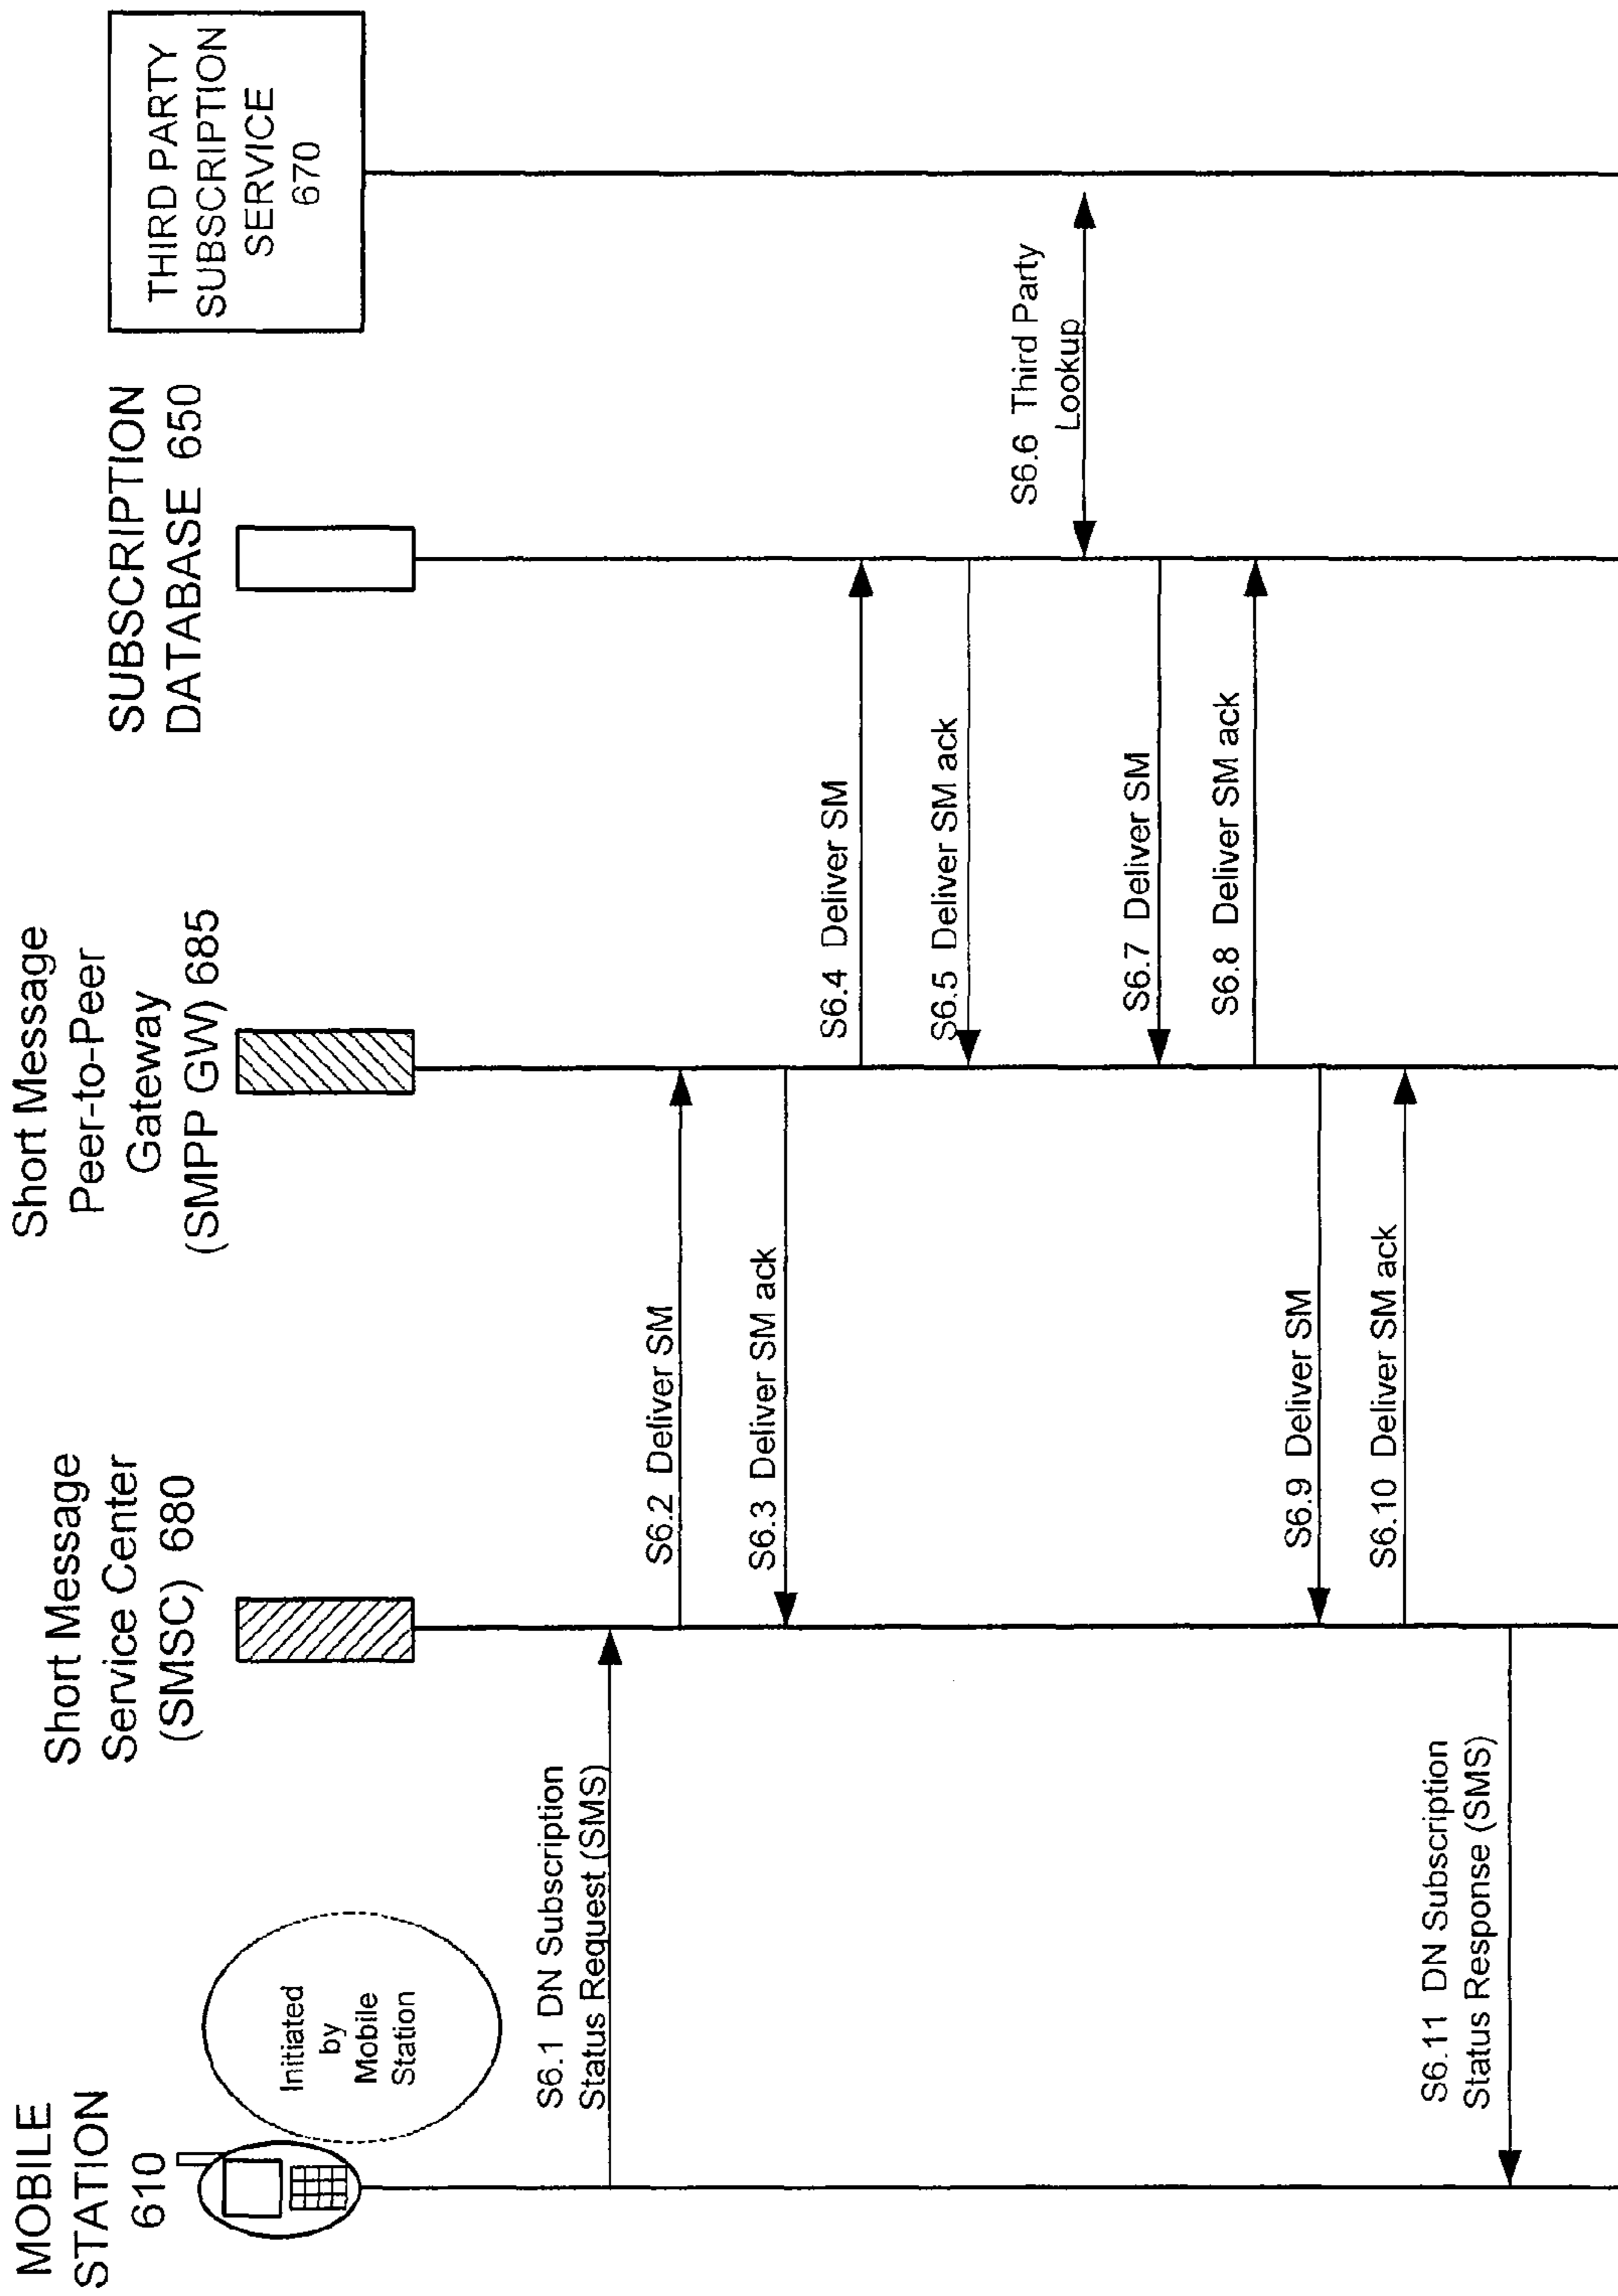 MOBILE
STATION
610
Initiated
by
Mobile
Station
Short Message
Service Center
(SMSC) 680
Short Message
Peer-to-Peer
Gateway
(SMPP GW) 685
SUBSCRIPTION
DATABASE 650
THIRD PARTY
SUBSCRIPTION
SERVICE
670
S6.1 DN Subscription
Status Request (SMS)
S6.2 Deliver SM
S6.3 Deliver SM ack
S6.4 Deliver SM
S6.5 Deliver SM ack
S6.6 Third Party
Lookup
S6.7 Deliver SM
S6.8 Deliver SM ack
S6.9 Deliver SM
S6.10 Deliver SM ack
S6.11 DN Subscription
Status Response (SMS)